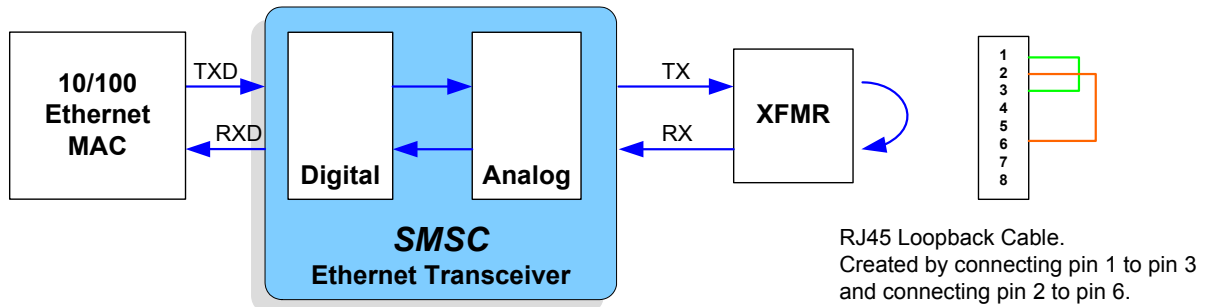 10/100
Ethernet
MAC
TXD
RXD
Digital
Analog
SMSC
Ethernet Transceiver
TX
RX
XFMR
1
2
3
4
5
6
7
8
RJ45 Loopback Cable.
Created by connecting pin 1 to pin 3
and connecting pin 2 to pin 6.